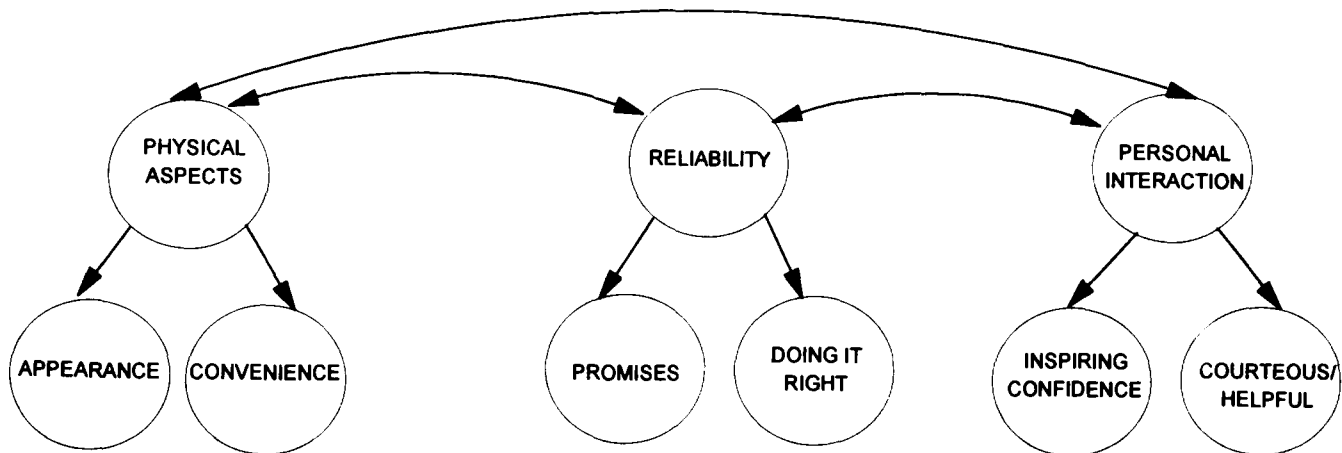 PHYSICAL
ASPECTS
RELIABILITY
PERSONAL
INTERACTION
APPEARANCE
CONVENIENCE
PROMISES
DOING IT
RIGHT
INSPIRING
CONFIDENCE
COURTEOUS/
HELPFUL